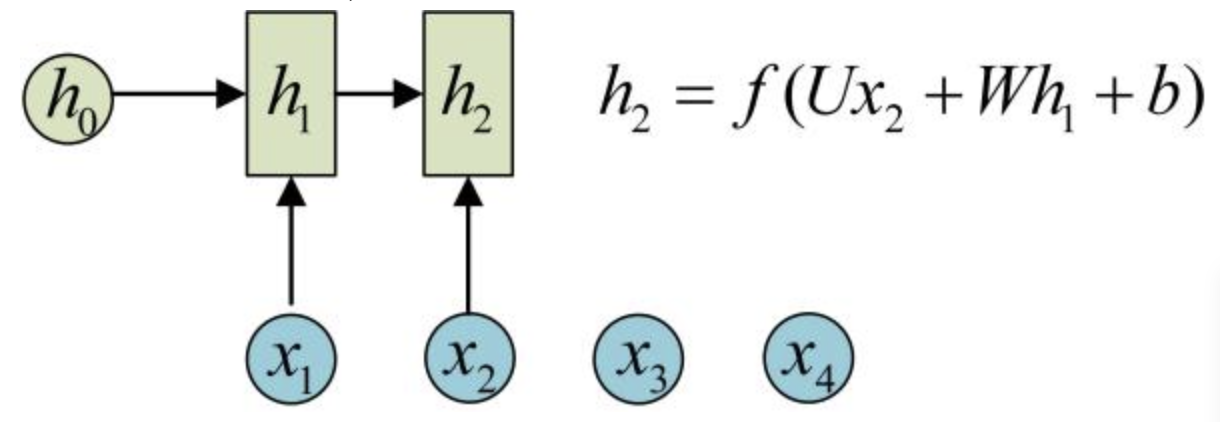 h₀ h₁ h₂ h₂ = f(Ux₂ + Wh₁ + b)
x₁ x₂ x₃ x₄